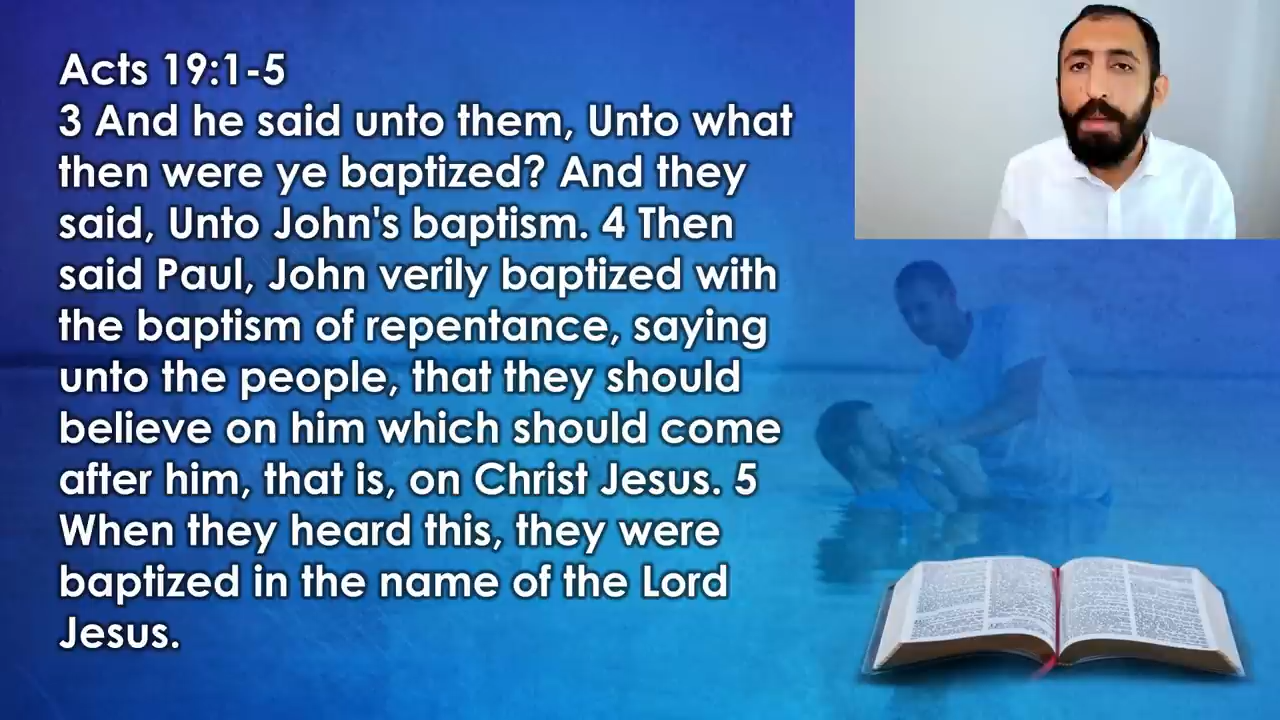 Acts 19:1-5
3 And he said unto them, Unto what
then were ye baptized? And they
said, Unto John's baptism. 4 Then
said Paul, John verily baptized with
the baptism of repentance, saying
unto the people, that they should
believe on him which should come
after him, that is, on Christ Jesus. 5
When they heard this, they were
baptized in the name of the Lord
Jesus.